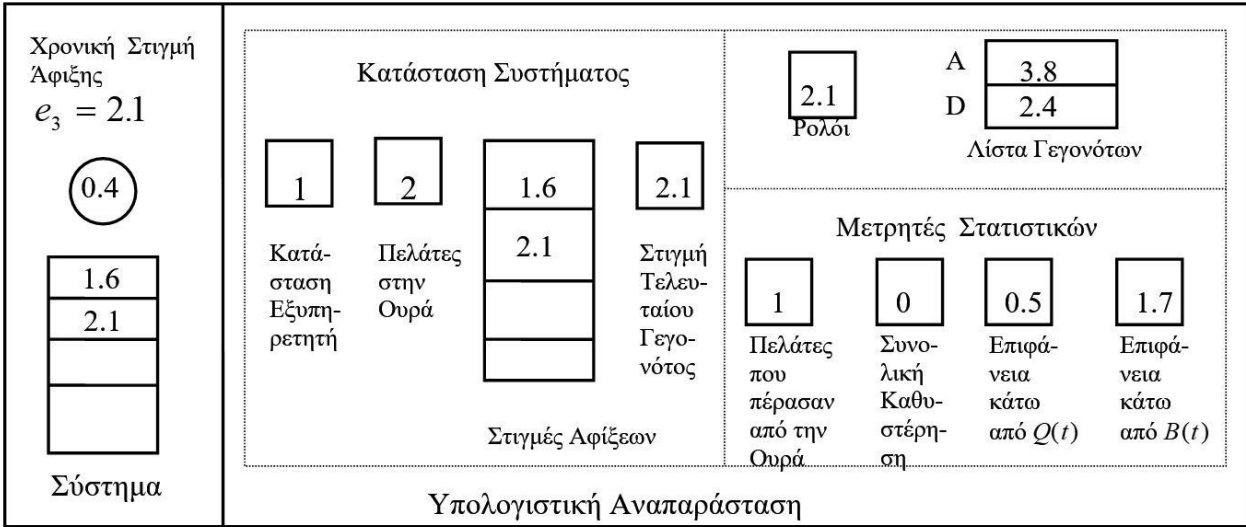 Χρονική Στιγμή
Άφιξης
e₃ = 2.1
0.4
1.6
2.1
Σύστημα
Κατάσταση Συστήματος
1
2
1.6
2.1
2.1
Κατά-
σταση
Εξυπη-
ρετητή
Πελάτες
στην
Ουρά
Στιγμή
Τελευ-
ταίου
Γεγο-
νότος
Στιγμές Αφίξεων
2.1
Ρολόι
A
3.8
D
2.4
Λίστα Γεγονότων
Μετρητές Στατιστικών
1
0
0.5
1.7
Πελάτες
που
πέρασαν
από την
Ουρά
Συνο-
λική
Καθυ-
στέρη-
ση
Επιφά-
νεια
κάτω
από Q(t)
Επιφά-
νεια
κάτω
από B(t)
Υπολογιστική Αναπαράσταση